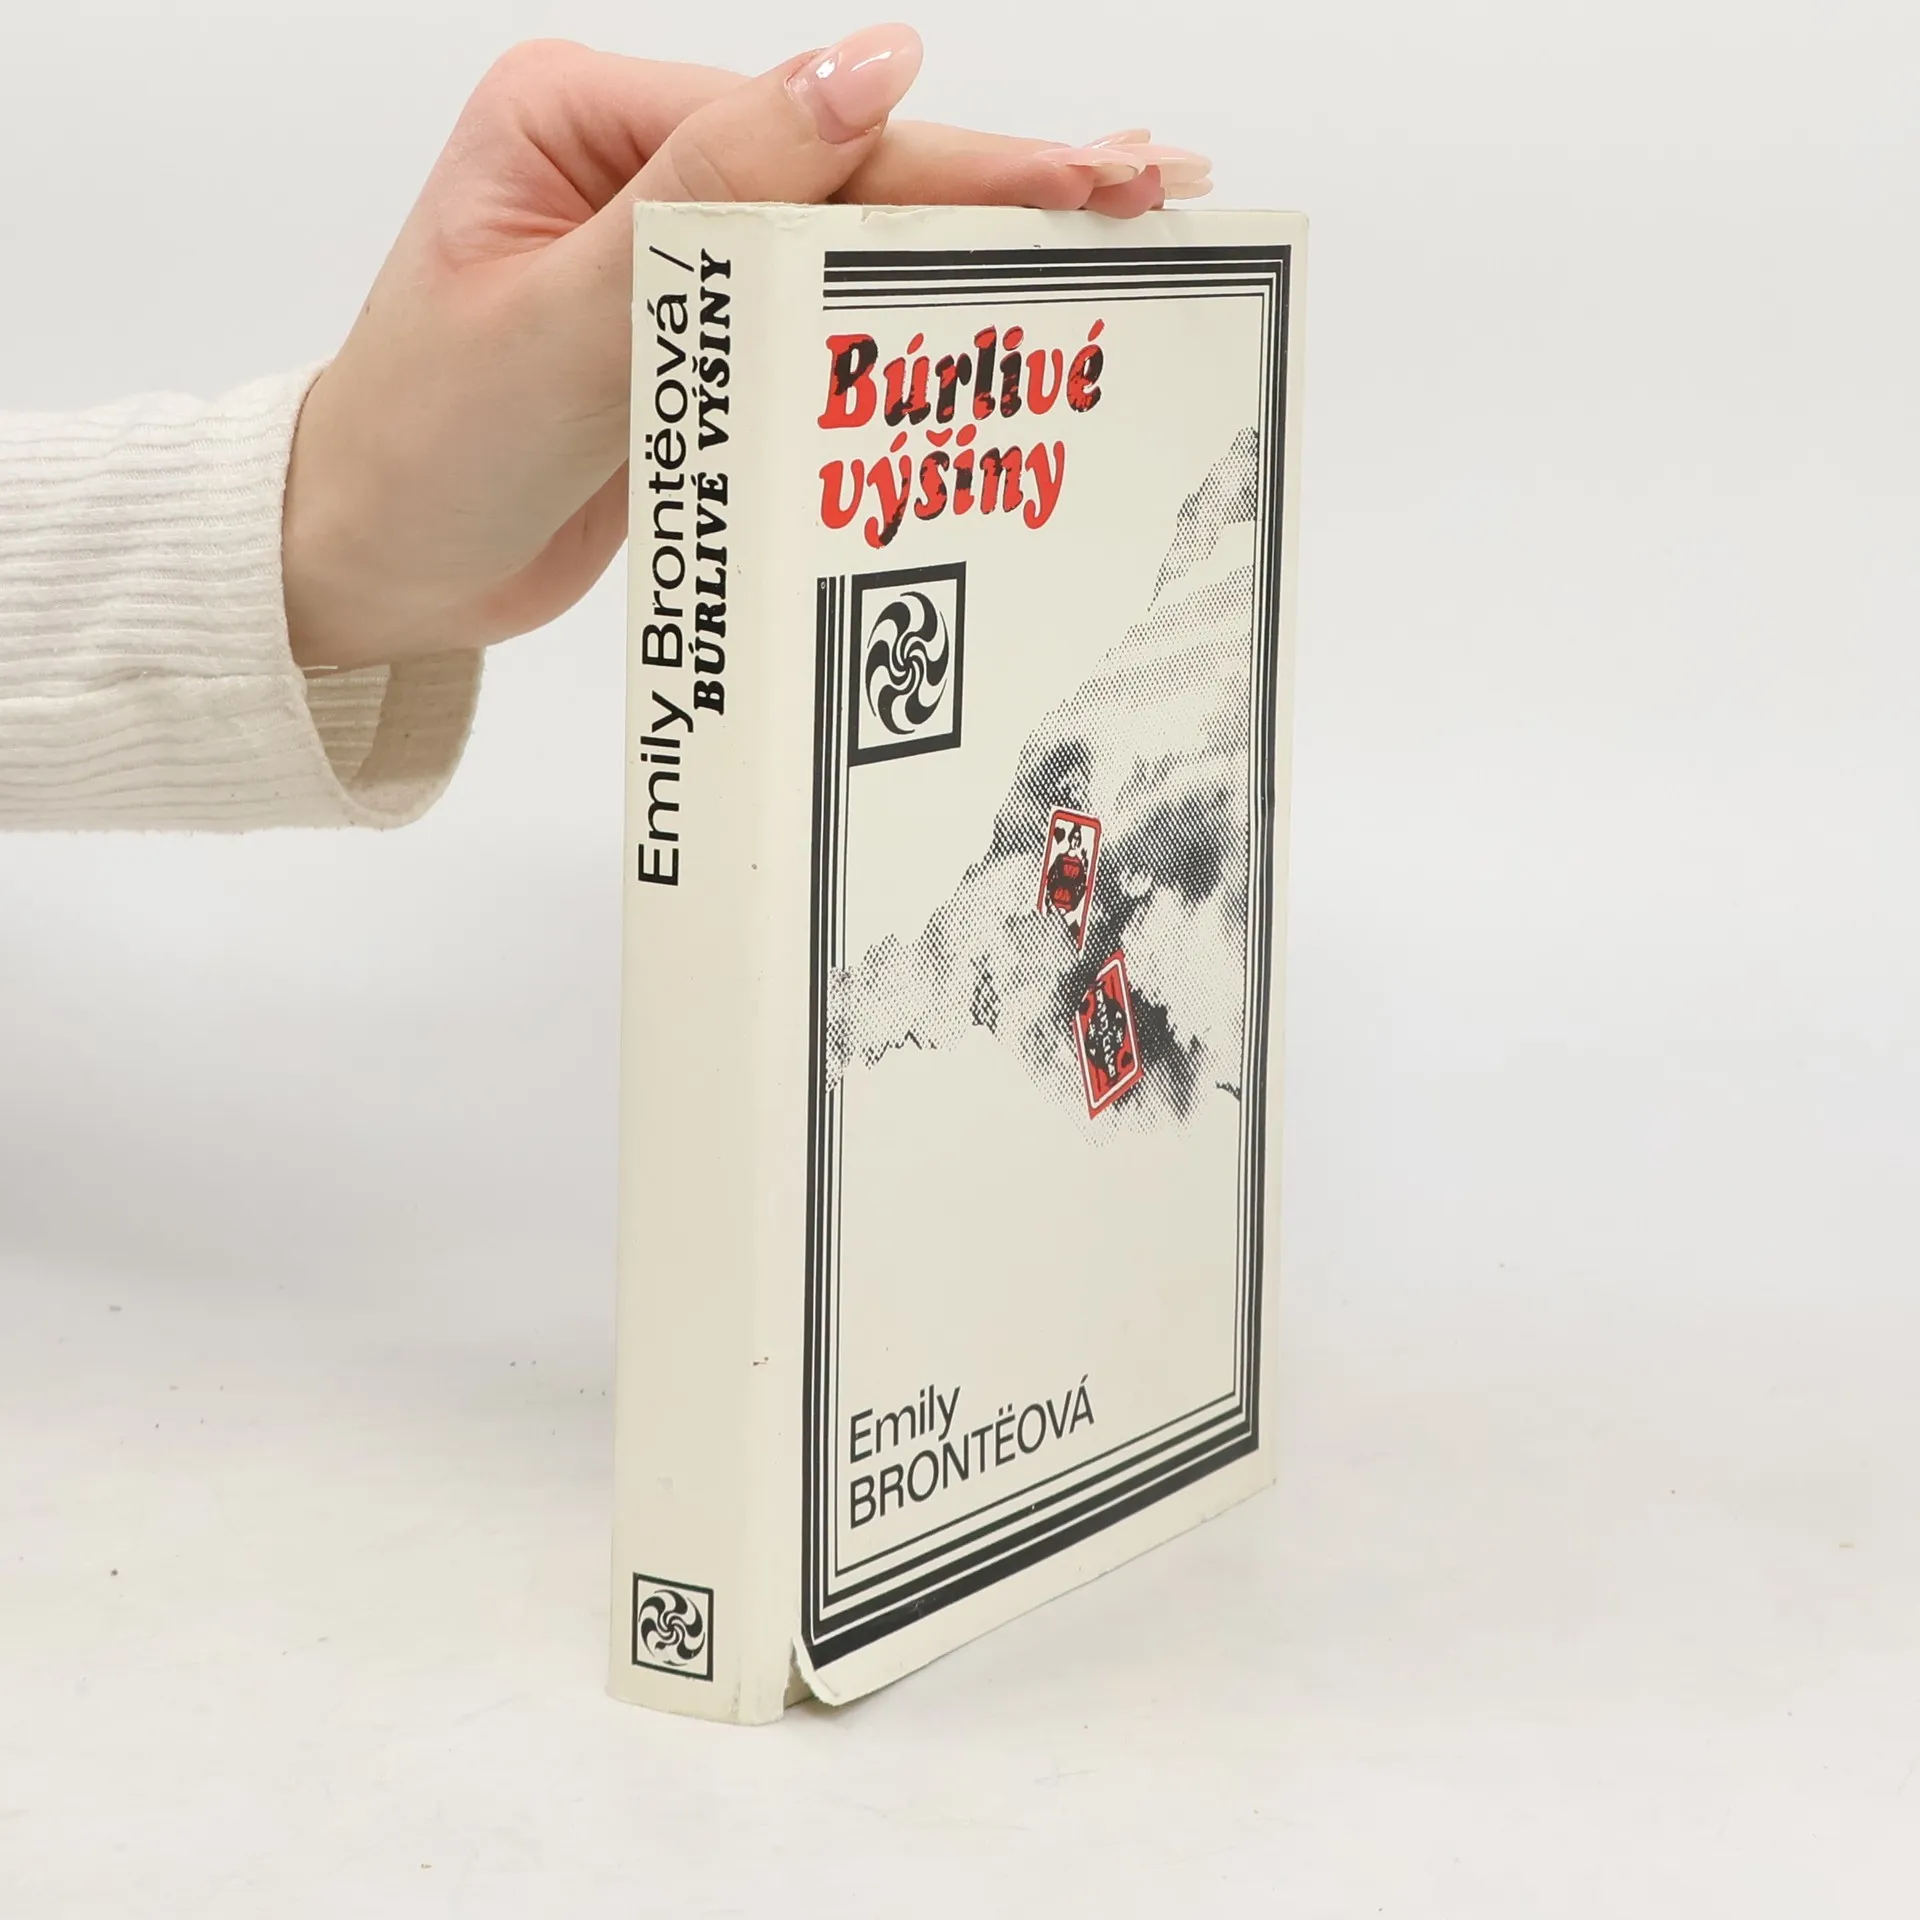 Emily Brontëová /
BÚRLIVÉ VÝŠINY
Búrlivé
výšiny
Emily
BRONTËOVÁ